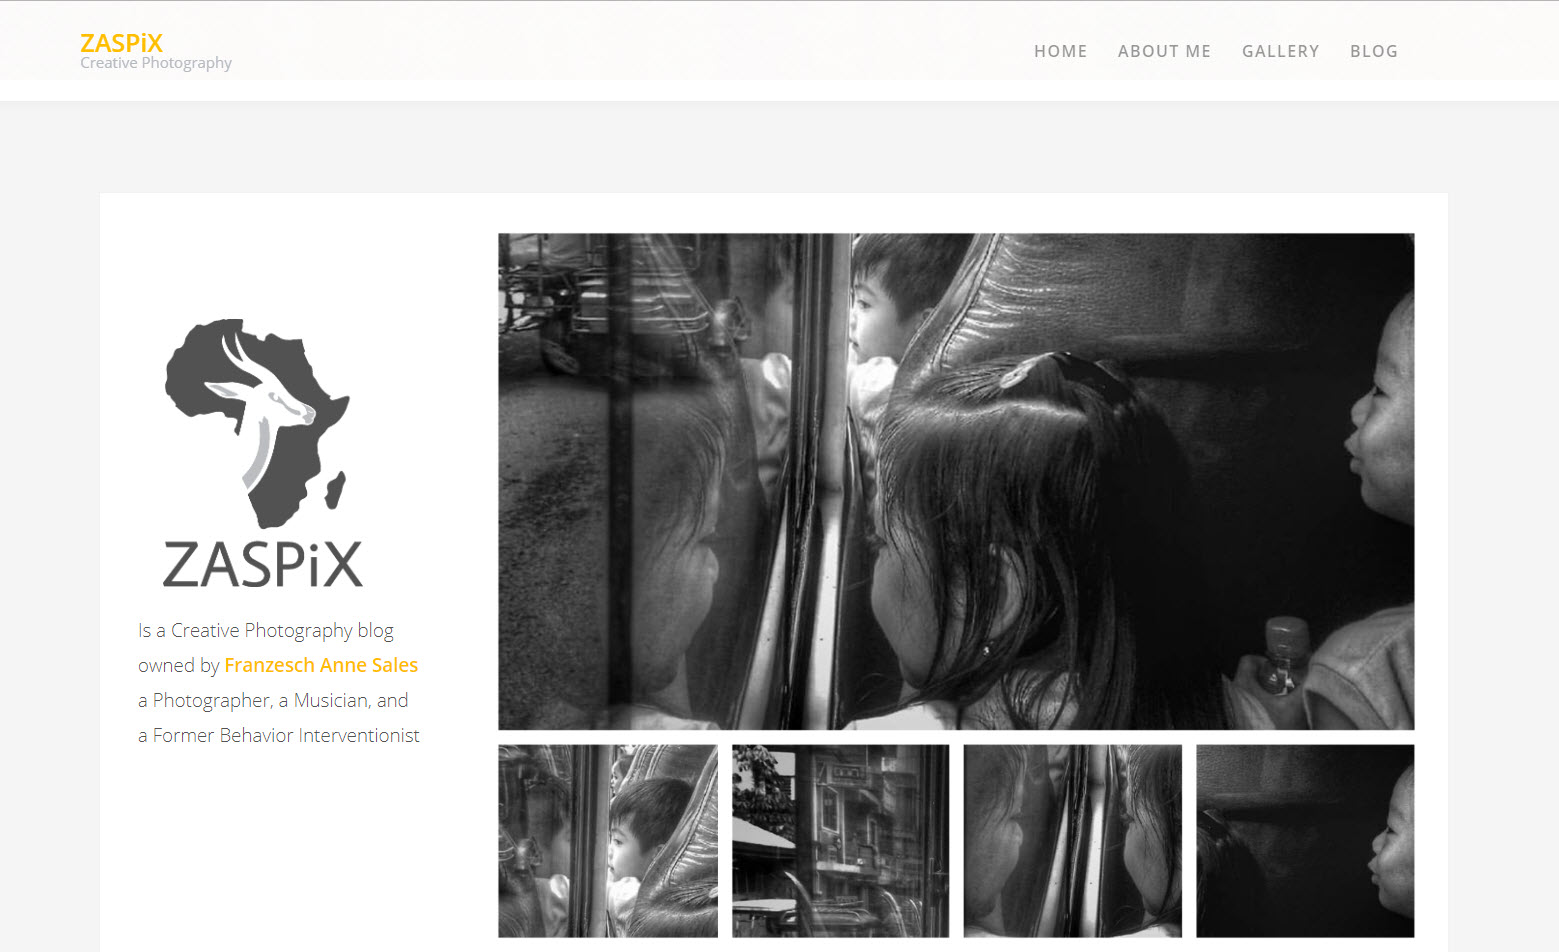 ZASPiX
Creative Photography
HOME ABOUT ME GALLERY BLOG
ZASPiX
Is a Creative Photography blog
owned by Franzesch Anne Sales
a Photographer, a Musician, and
a Former Behavior Interventionist